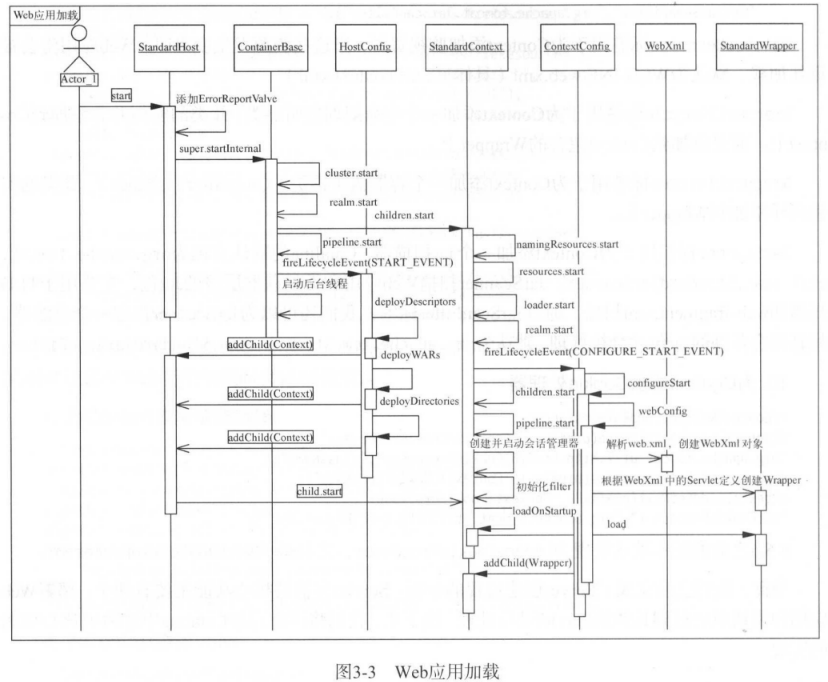 Web应用加载
StandardHost
ContainerBase
HostConfig
StandardContext
ContextConfig
WebXml
StandardWrapper
Actor_1
start
添加ErrorReportValve
super.startInternal
cluster.start
realm.start
children.start
pipeline.start
namingResources.start
fireLifecycleEvent(START_EVENT)
resources.start
启动后台线程
deployDescriptors
loader.start
realm.start
addChild(Context)
deployWARs
fireLifecycleEvent(CONFIGURE_START_EVENT)
configureStart
children.start
addChild(Context)
deployDirectories
webConfig
pipeline.start
addChild(Context)
创建并启动会话管理器
解析web.xml，创建WebXml 对象
根据WebXml 中的Servlet定义创建Wrapper
初始化filter
child.start
loadOnStartup
load
addChild(Wrapper)
图3-3 Web应用加载